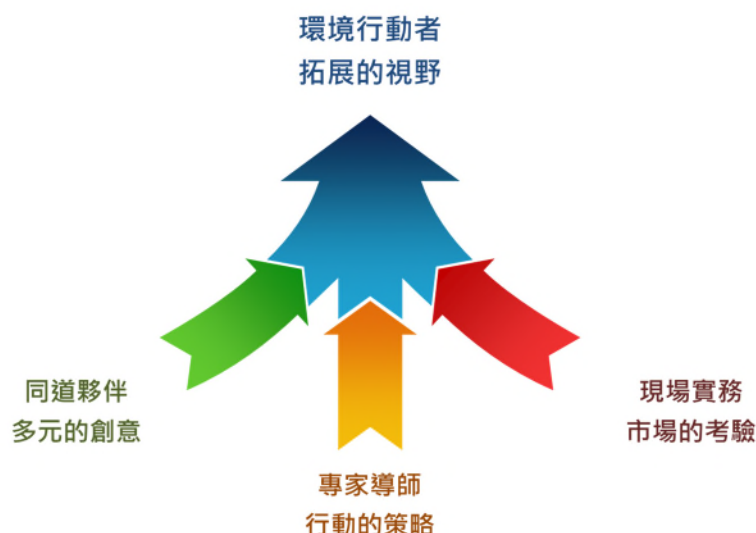 環境行動者
拓展的視野
同道夥伴
多元的創意
現場實務
市場的考驗
專家導師
行動的策略